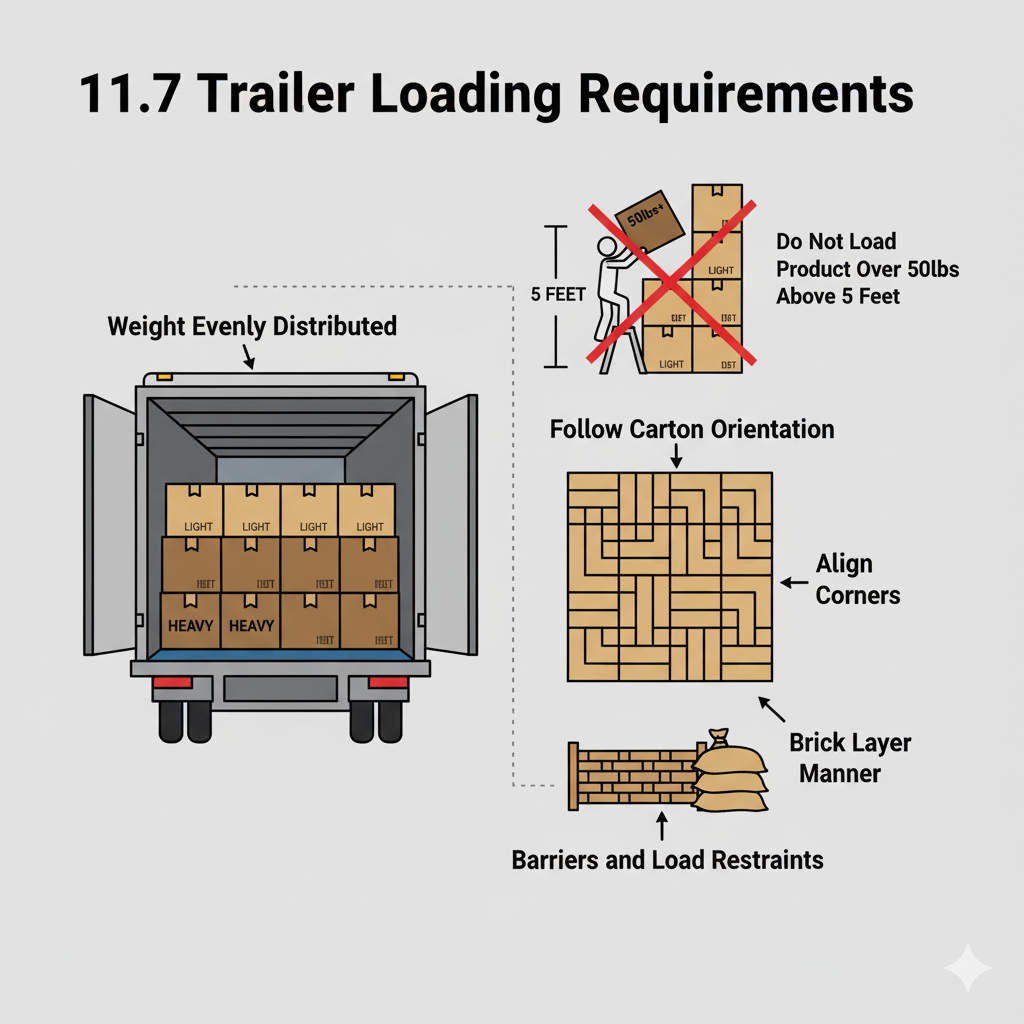 11.7 Trailer Loading Requirements
50lbs+
Do Not Load
Product Over 50lbs
Above 5 Feet
LIGHT
5 FEET
LIGHT
Weight Evenly Distributed
Follow Carton Orientation
LIGHT LIGHT LIGHT LIGHT
Align
Corners
HEAVY HEAVY
Brick Layer
Manner
Barriers and Load Restraints